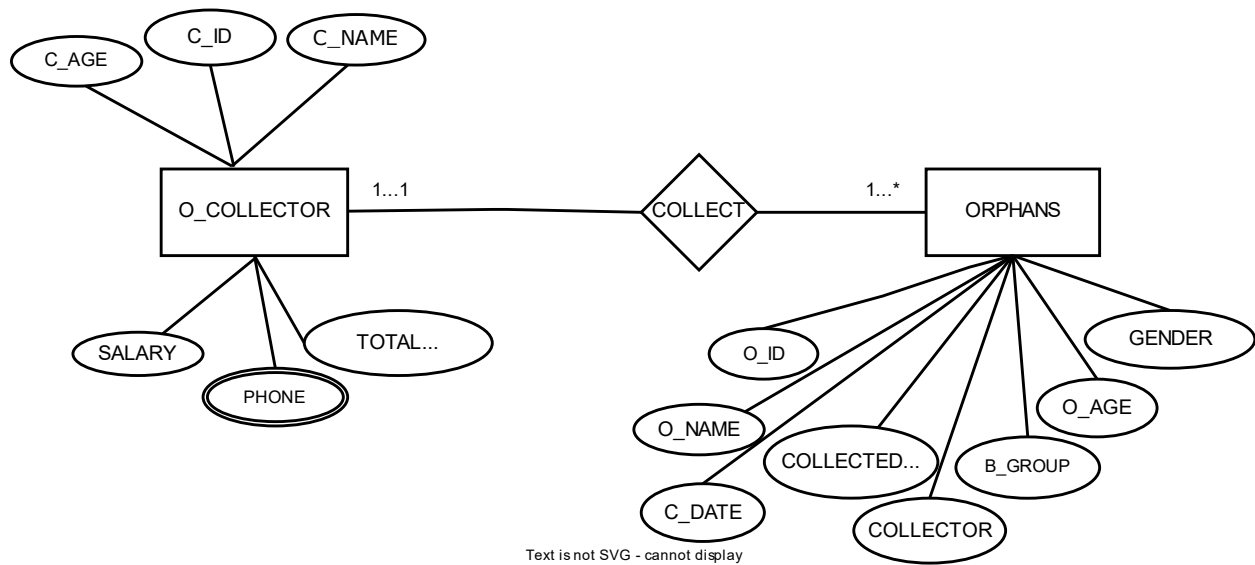 C_AGE
C_ID
C_NAME
O_COLLECTOR
1...1
COLLECT
1...*
ORPHANS
SALARY
PHONE
TOTAL...
O_ID
GENDER
O_NAME
O_AGE
COLLECTED...
B_GROUP
C_DATE
COLLECTOR
Text is not SVG - cannot display